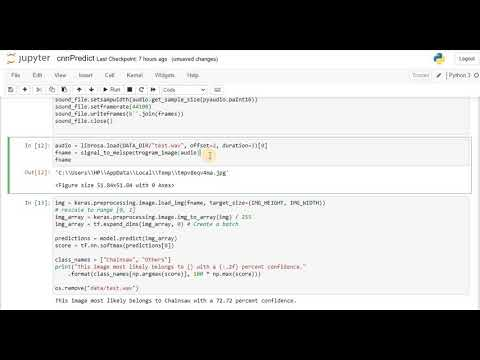 jupyter cnnPredict Last Checkpoint: 7 hours ago (unsaved changes) Logout
File Edit View Insert Cell Kernel Widgets Help Trusted Python 3
Run Code
sound_file.setsampwidth(audio.get_sample_size(pyaudio.paInt16))
sound_file.setframerate(44100)
sound_file.writeframes(b''.join(frames))
sound_file.close()
In [12]: audio = librosa.load(DATA_DIR/"test.wav", offset=2, duration=3)[0]
fname = signal_to_melspectrogram_image(audio)
fname
Out[12]: 'C:\\Users\\HP\\AppData\\Local\\Temp\\tmpv8xqv4ma.jpg'
<Figure size 51.84x51.84 with 0 Axes>
In [13]: img = keras.preprocessing.image.load_img(fname, target_size=(IMG_HEIGHT, IMG_WIDTH))
# rescale to range [0, 1]
img_array = keras.preprocessing.image.img_to_array(img) / 255
img_array = tf.expand_dims(img_array, 0) # Create a batch
predictions = model.predict(img_array)
score = tf.nn.softmax(predictions[0])
class_names = ["Chainsaw", "Others"]
print("This image most likely belongs to {} with a {:.2f} percent confidence."
.format(class_names[np.argmax(score)], 100 * np.max(score)))
os.remove("data/test.wav")
This image most likely belongs to Chainsaw with a 72.72 percent confidence.